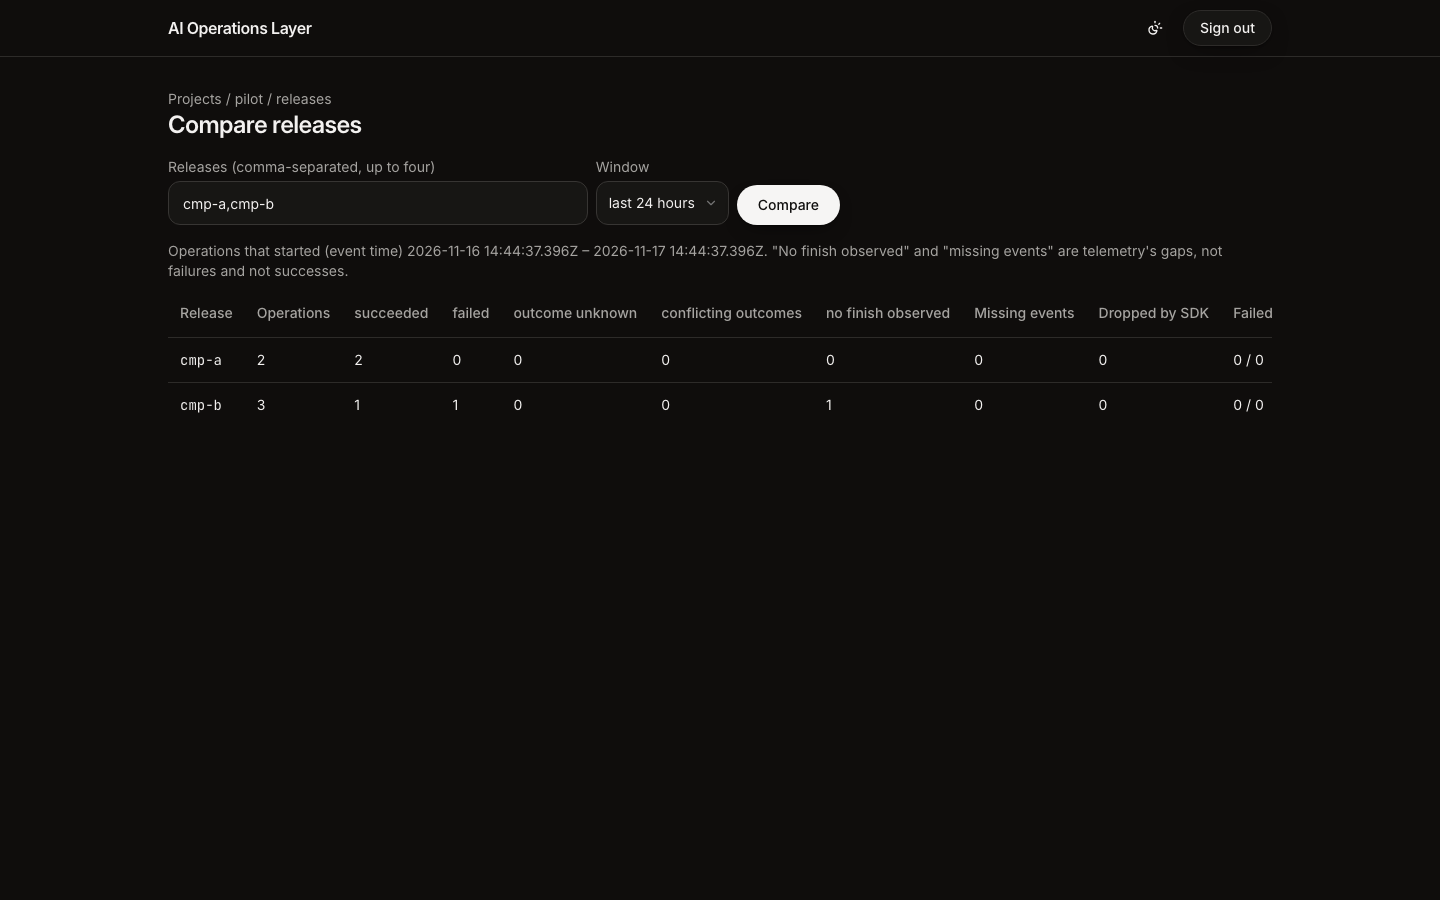 AI Operations Layer
Sign out
Projects / pilot / releases
Compare releases
Releases (comma-separated, up to four)
Window
cmp-a,cmp-b
last 24 hours
Compare
Operations that started (event time) 2026-11-16 14:44:37.396Z – 2026-11-17 14:44:37.396Z. "No finish observed" and "missing events" are telemetry's gaps, not
failures and not successes.
Release Operations succeeded failed outcome unknown conflicting outcomes no finish observed Missing events Dropped by SDK Failed
cmp-a 2 2 0 0 0 0 0 0 0 / 0
cmp-b 3 1 1 0 0 1 0 0 0 / 0